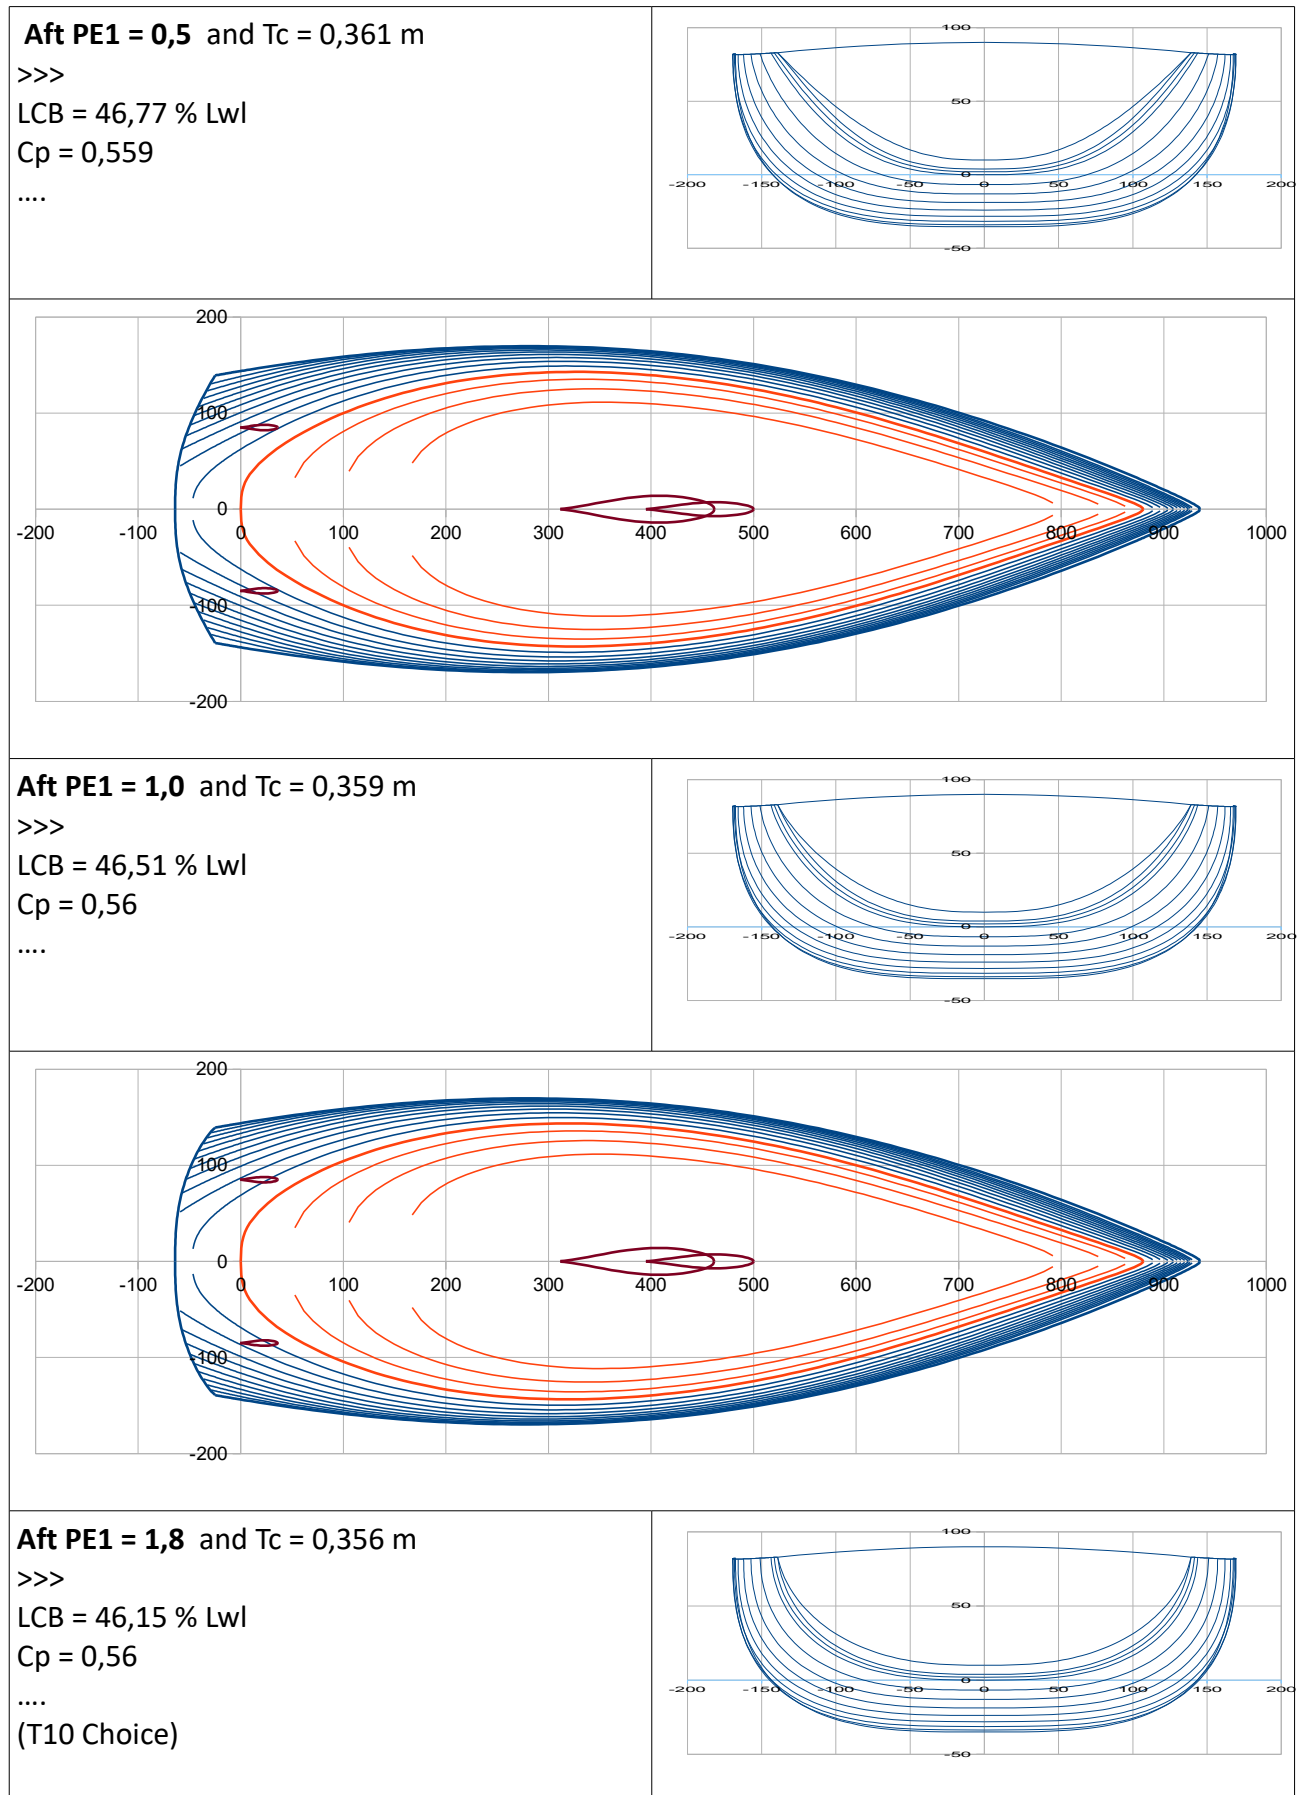 Aft PE1 = 0,5 and Tc = 0,361 m
>>>
LCB = 46,77 % Lwl
Cp = 0,559
....
100
50
0
-200 -150 -100 -50 0 50 100 150 200
-50
200
100
0
-200 -100 0 100 200 300 400 500 600 700 800 900 1000
-100
-200
Aft PE1 = 1,0 and Tc = 0,359 m
>>>
LCB = 46,51 % Lwl
Cp = 0,56
....
100
50
0
-200 -150 -100 -50 0 50 100 150 200
-50
200
100
0
-200 -100 0 100 200 300 400 500 600 700 800 900 1000
-100
-200
Aft PE1 = 1,8 and Tc = 0,356 m
>>>
LCB = 46,15 % Lwl
Cp = 0,56
....
(T10 Choice)
100
50
0
-200 -150 -100 -50 0 50 100 150 200
-50